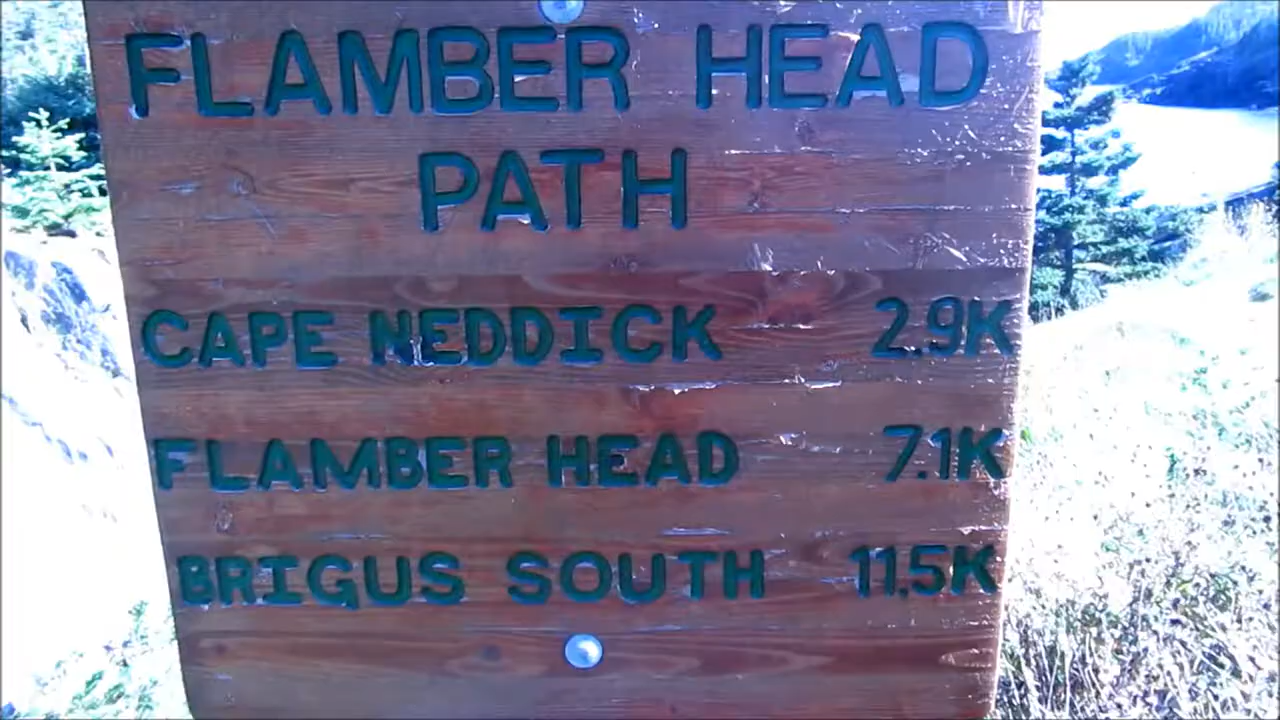 FLAMBER HEAD
PATH
CAPE NEDDICK 2.9K
FLAMBER HEAD 7.1K
BRIGUS SOUTH 11.5K